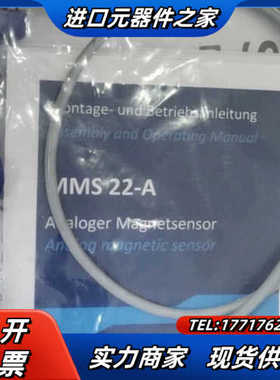 进口元器件之家
Montage- und Betriebsanleitung
Assembly and Operating Manual
MMS 22-A
Analoger Magnetsensor
Analog magnetic sensor
开
票
TEL:1771762
实力商家 现货供